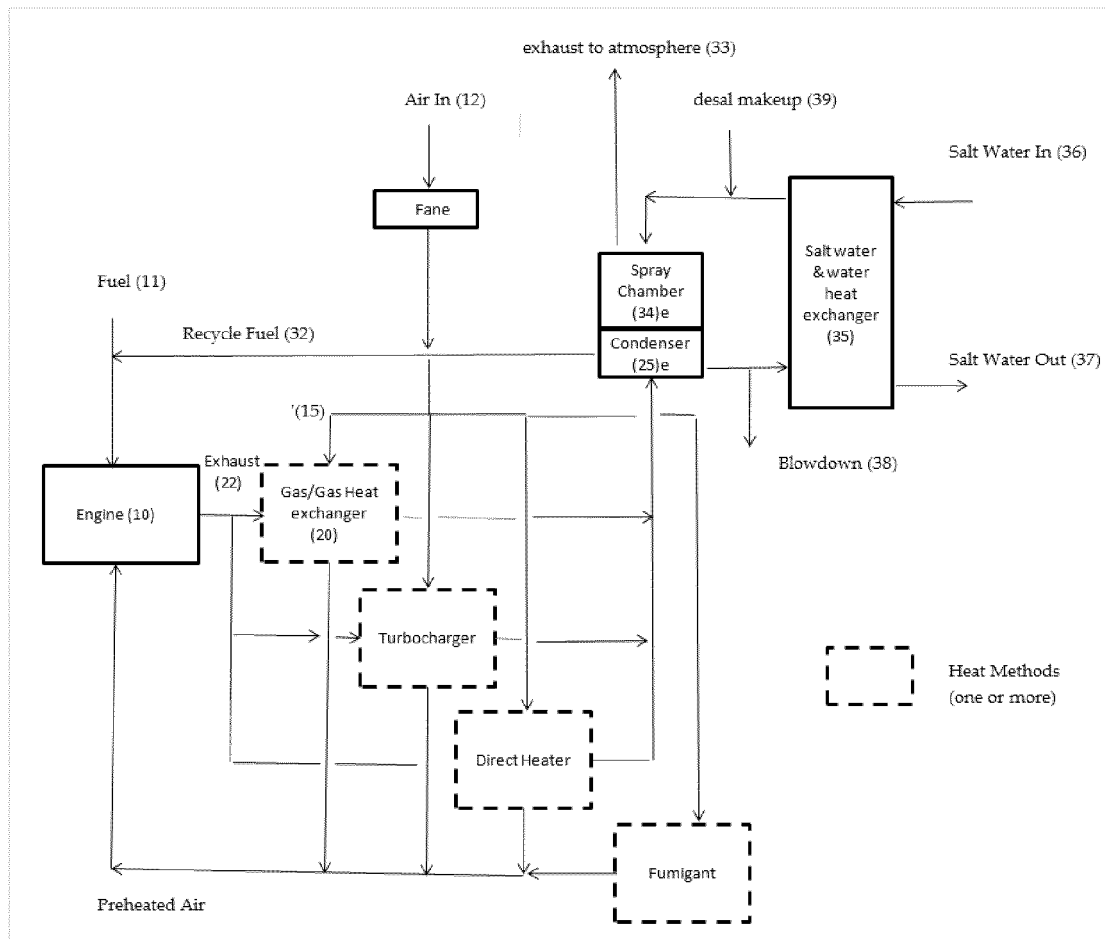 exhaust to atmosphere (33)
Air In (12)
desal makeup (39)
Salt Water In (36)
Fane
Spray
Chamber
(34)e
Condenser
(25)e
Salt water
& water
heat
exchanger
(35)
Fuel (11)
Recycle Fuel (32)
Salt Water Out (37)
Blowdown (38)
'(15)
Exhaust
(22)
Engine (10)
Gas/Gas Heat
exchanger
(20)
Turbocharger
Heat Methods
(one or more)
Direct Heater
Fumigant
Preheated Air